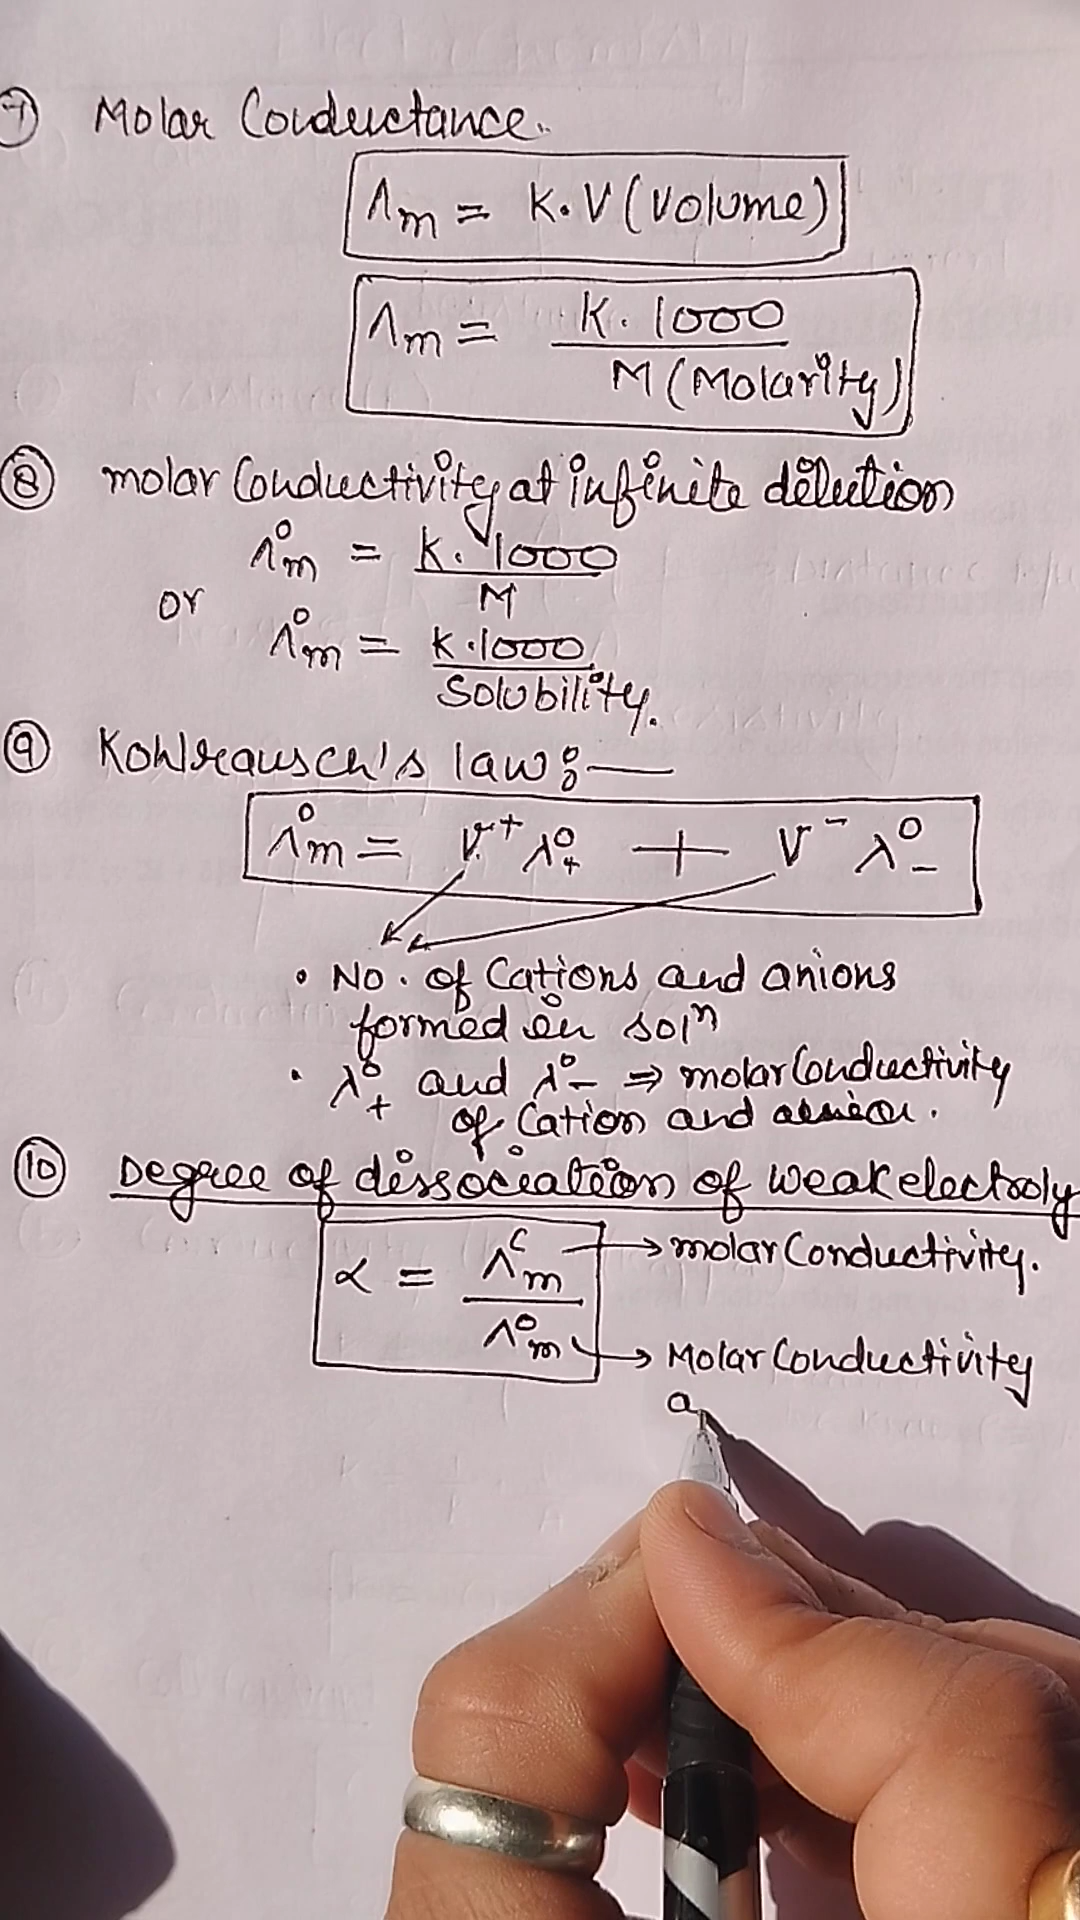 ⑦ Molar Conductance.
Λm = K.V (Volume)
Λm = K. 1000
M (Molarity)
⑧ molar Conductivity at infinite dilution
Λ°m = K. 1000
M
or
Λ°m = K.1000
Solubility.
⑨ Kohlrausch's law :—
Λ°m = V⁺ λ°₊ + V⁻ λ°₋
• No. of Cations and anions
formed in solⁿ
• λ°₊ and λ°₋ ⇒ molar Conductivity
of Cation and anion.
⑩ Degree of dissociation of weak electroly
α = Λᶜm → molar Conductivity.
Λ°m → Molar Conductivity
a